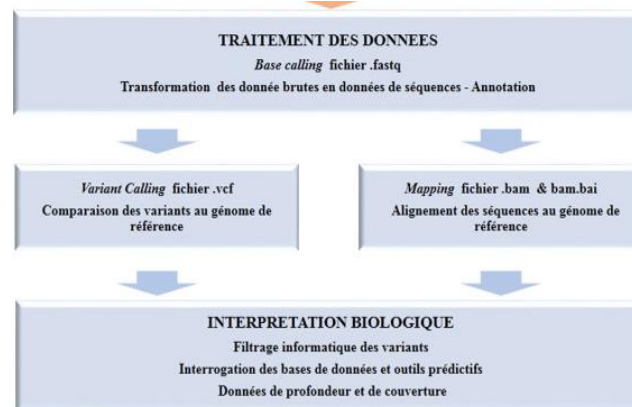 TRAITEMENT DES DONNEES
Base calling fichier .fastq
Transformation des donnée brutes en données de séquences - Annotation
Variant Calling fichier .vcf
Comparaison des variants au génome de
référence
Mapping fichier .bam & bam.bai
Alignement des séquences au génome de
référence
INTERPRETATION BIOLOGIQUE
Filtrage informatique des variants
Interrogation des bases de données et outils prédictifs
Données de profondeur et de couverture